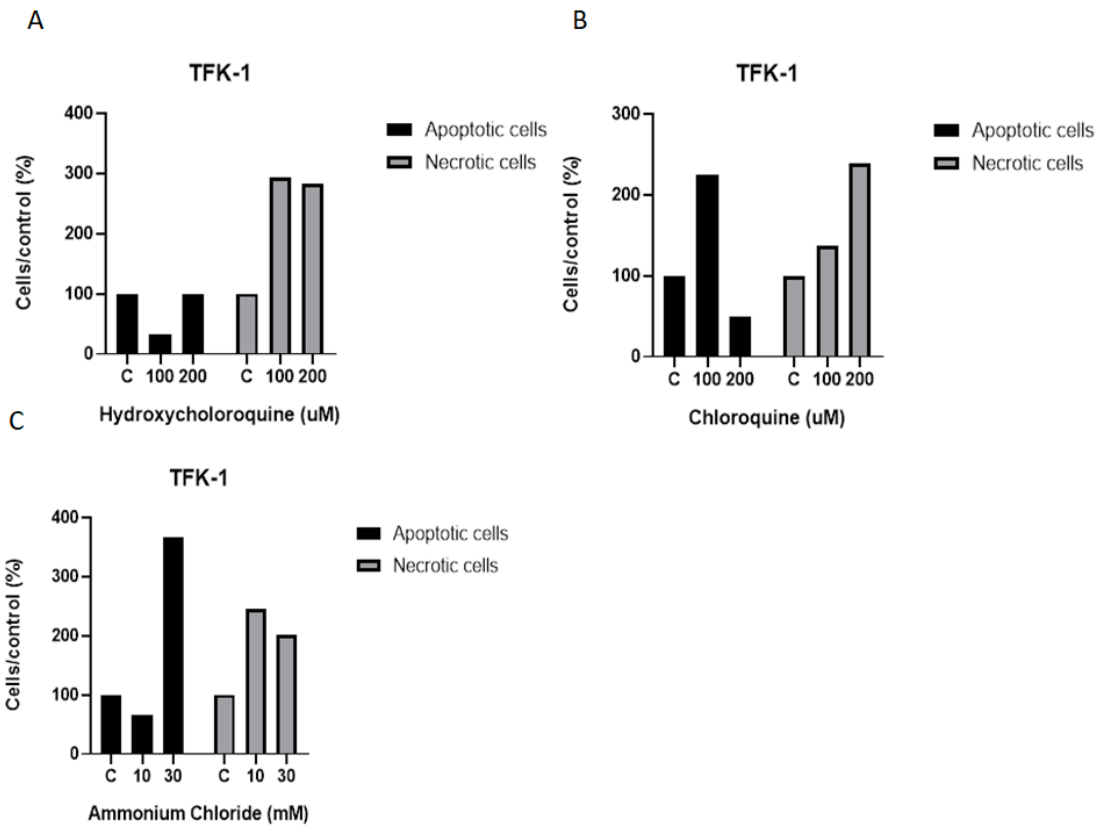 A
TFK-1
400
300
200
100
0
Cells/control (%)
Apoptotic cells
Necrotic cells
C 100 200 C 100 200
Hydroxycholoroquine (uM)
B
TFK-1
300
200
100
0
Cells/control (%)
Apoptotic cells
Necrotic cells
C 100 200 C 100 200
Chloroquine (uM)
C
TFK-1
400
300
200
100
0
Cells/control (%)
Apoptotic cells
Necrotic cells
C 10 30 C 10 30
Ammonium Chloride (mM)